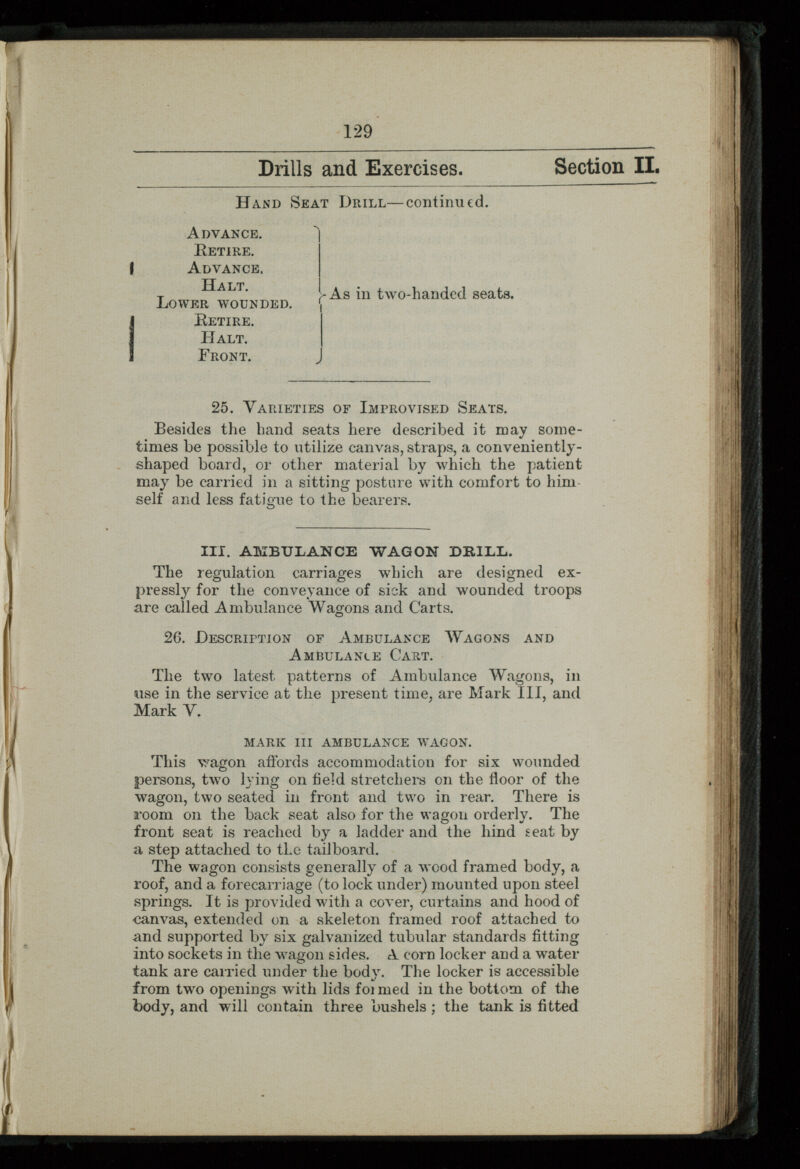 129
Drills and Exercises. Section II.
HAND SEAT DRILL—continued.
ADVANCE.
RETIRE.
ADVANCE.
HALT.
LOWER WOUNDED.
RETIRE.
HALT.
FRONT.
As in two-handed seats.
25. VARIETIES OF IMPROVISED SEATS.
Besides the hand seats here described it may some-
times be possible to utilize canvas, straps, a conveniently-
shaped board, or other material by which the patient
may be carried in a sitting posture with comfort to him-
self and less fatigue to the bearers.
III. AMBULANCE WAGON DRILL.
The regulation carriages which are designed ex-
pressly for the conveyance of sick and wounded troops
are called Ambulance Wagons and Carts.
26. DESCRIPTION OF AMBULANCE WAGONS AND
AMBULANCE CART.
The two latest patterns of Ambulance Wagons, in
use in the service at the present time, are Mark III, and
Mark V.
MARK III AMBULANCE WAGON.
This wagon affords accommodation for six wounded
persons, two lying on field stretchers on the floor of the
wagon, two seated in front and two in rear. There is
room on the back seat also for the wagon orderly. The
front seat is reached by a ladder and the hind seat by
a step attached to the tailboard.
The wagon consists generally of a wood framed body, a
roof, and a forecarriage (to lock under) mounted upon steel
springs. It is provided with a cover, curtains and hood of
canvas, extended on a skeleton framed roof attached to
and supported by six galvanized tubular standards fitting
into sockets in the wagon sides. A corn locker and a water
tank are carried under the body. The locker is accessible
from two openings with lids formed in the bottom of the
body, and will contain three bushels ; the tank is fitted